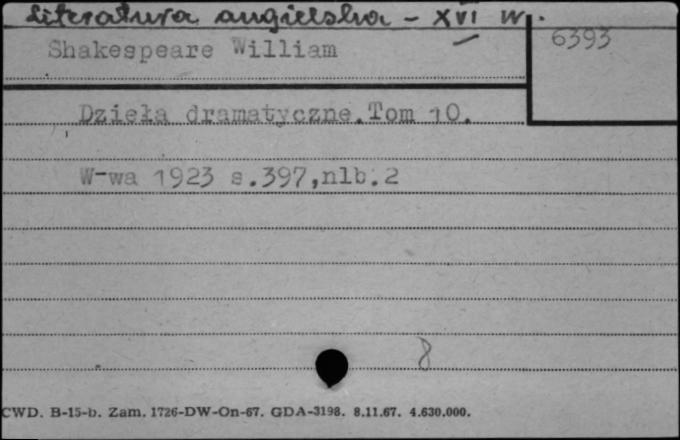 Literatura angielska - XVI w.
Shakespeare William
6393
Dzieła dramatyczne.Tom 10.
W-wa 1923 s.397,nlb.2
8
CWD. B-15-b. Zam. 1726-DW-On-67. GDA-3198. 8.11.67. 4.630.000.